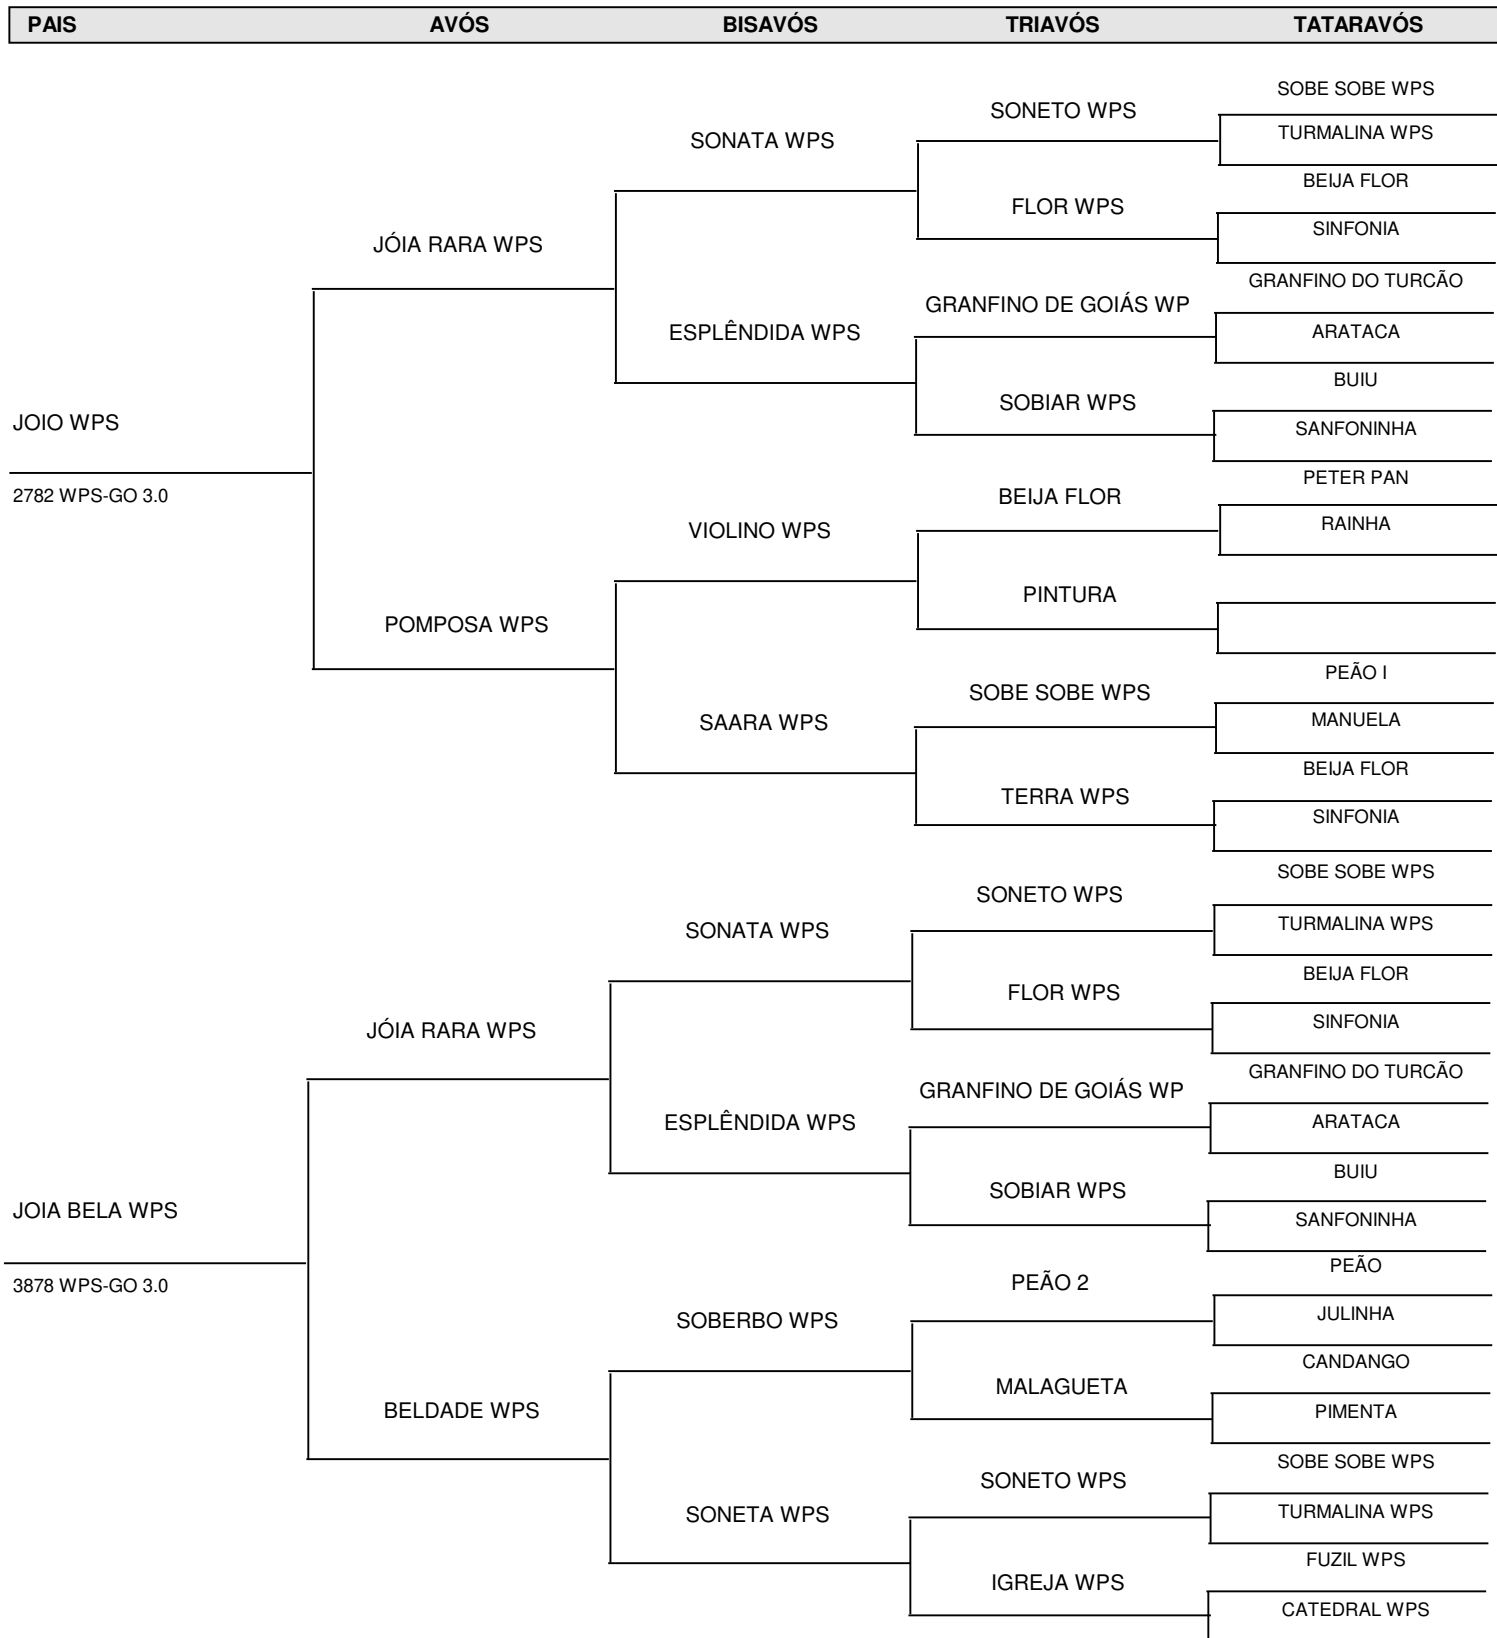 PAIS AVÓS BISAVÓS TRIAVÓS TATARAVÓS
SOBE SOBE WPS
SONETO WPS
TURMALINA WPS
SONATA WPS
BEIJA FLOR
FLOR WPS
SINFONIA
JÓIA RARA WPS
GRANFINO DO TURCÃO
GRANFINO DE GOIÁS WP
ARATACA
ESPLÊNDIDA WPS
BUIU
SOBIAR WPS
JOIO WPS
SANFONINHA
PETER PAN
2782 WPS-GO 3.0
BEIJA FLOR
RAINHA
VIOLINO WPS
PINTURA
POMPOSA WPS
PEÃO I
SOBE SOBE WPS
MANUELA
SAARA WPS
BEIJA FLOR
TERRA WPS
SINFONIA
SOBE SOBE WPS
SONETO WPS
TURMALINA WPS
SONATA WPS
BEIJA FLOR
FLOR WPS
SINFONIA
JÓIA RARA WPS
GRANFINO DO TURCÃO
GRANFINO DE GOIÁS WP
ARATACA
ESPLÊNDIDA WPS
BUIU
SOBIAR WPS
JOIA BELA WPS
SANFONINHA
PEÃO
3878 WPS-GO 3.0
PEÃO 2
JULINHA
SOBERBO WPS
CANDANGO
MALAGUETA
BELDADE WPS
PIMENTA
SOBE SOBE WPS
SONETO WPS
TURMALINA WPS
SONETA WPS
FUZIL WPS
IGREJA WPS
CATEDRAL WPS